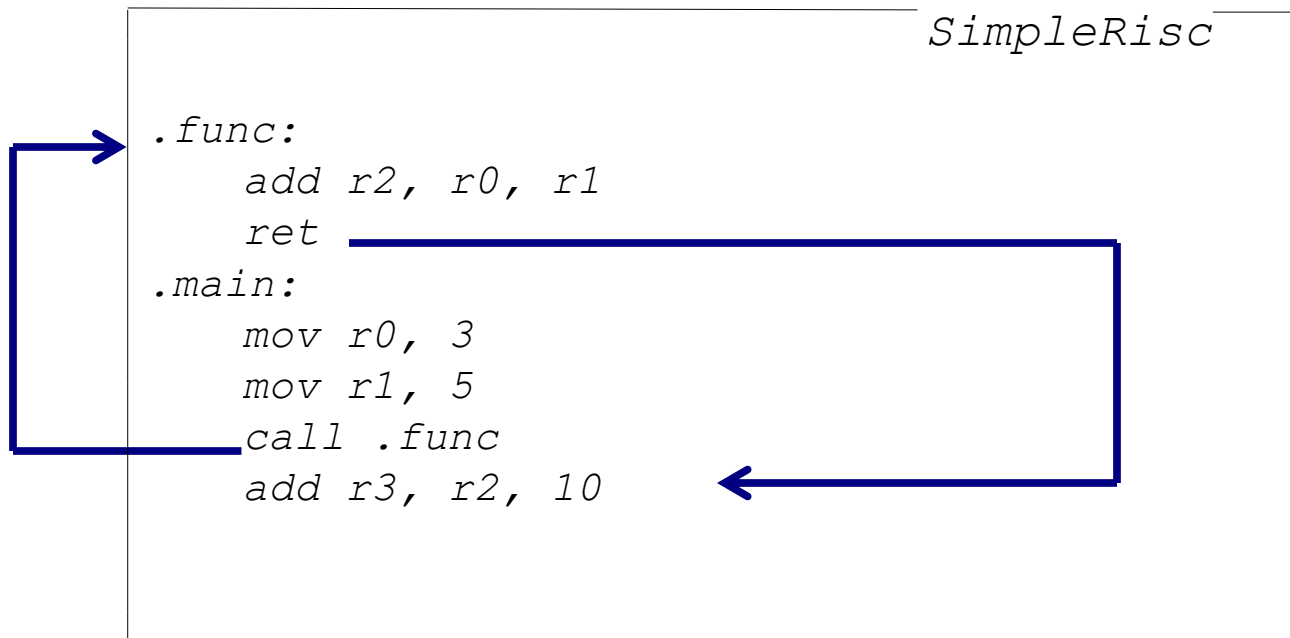 SimpleRisc
.func:
add r2, r0, r1
ret
.main:
mov r0, 3
mov r1, 5
call .func
add r3, r2, 10